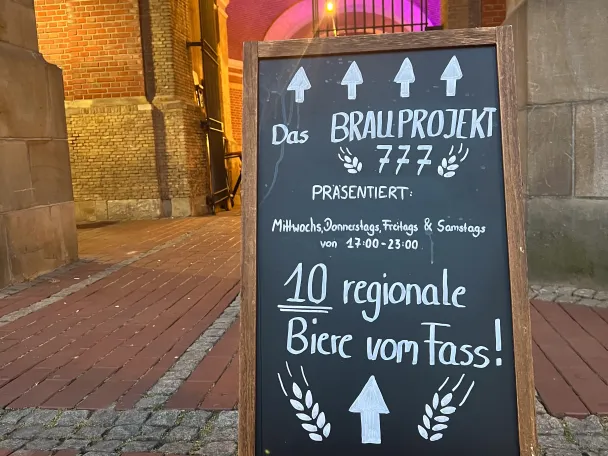 Das BRAUPROJEKT
777
PRÄSENTIERT:
Mittwochs, Donnerstags, Freitags & Samstags
von 17:00-23:00
10 regionale
Biere vom Fass!